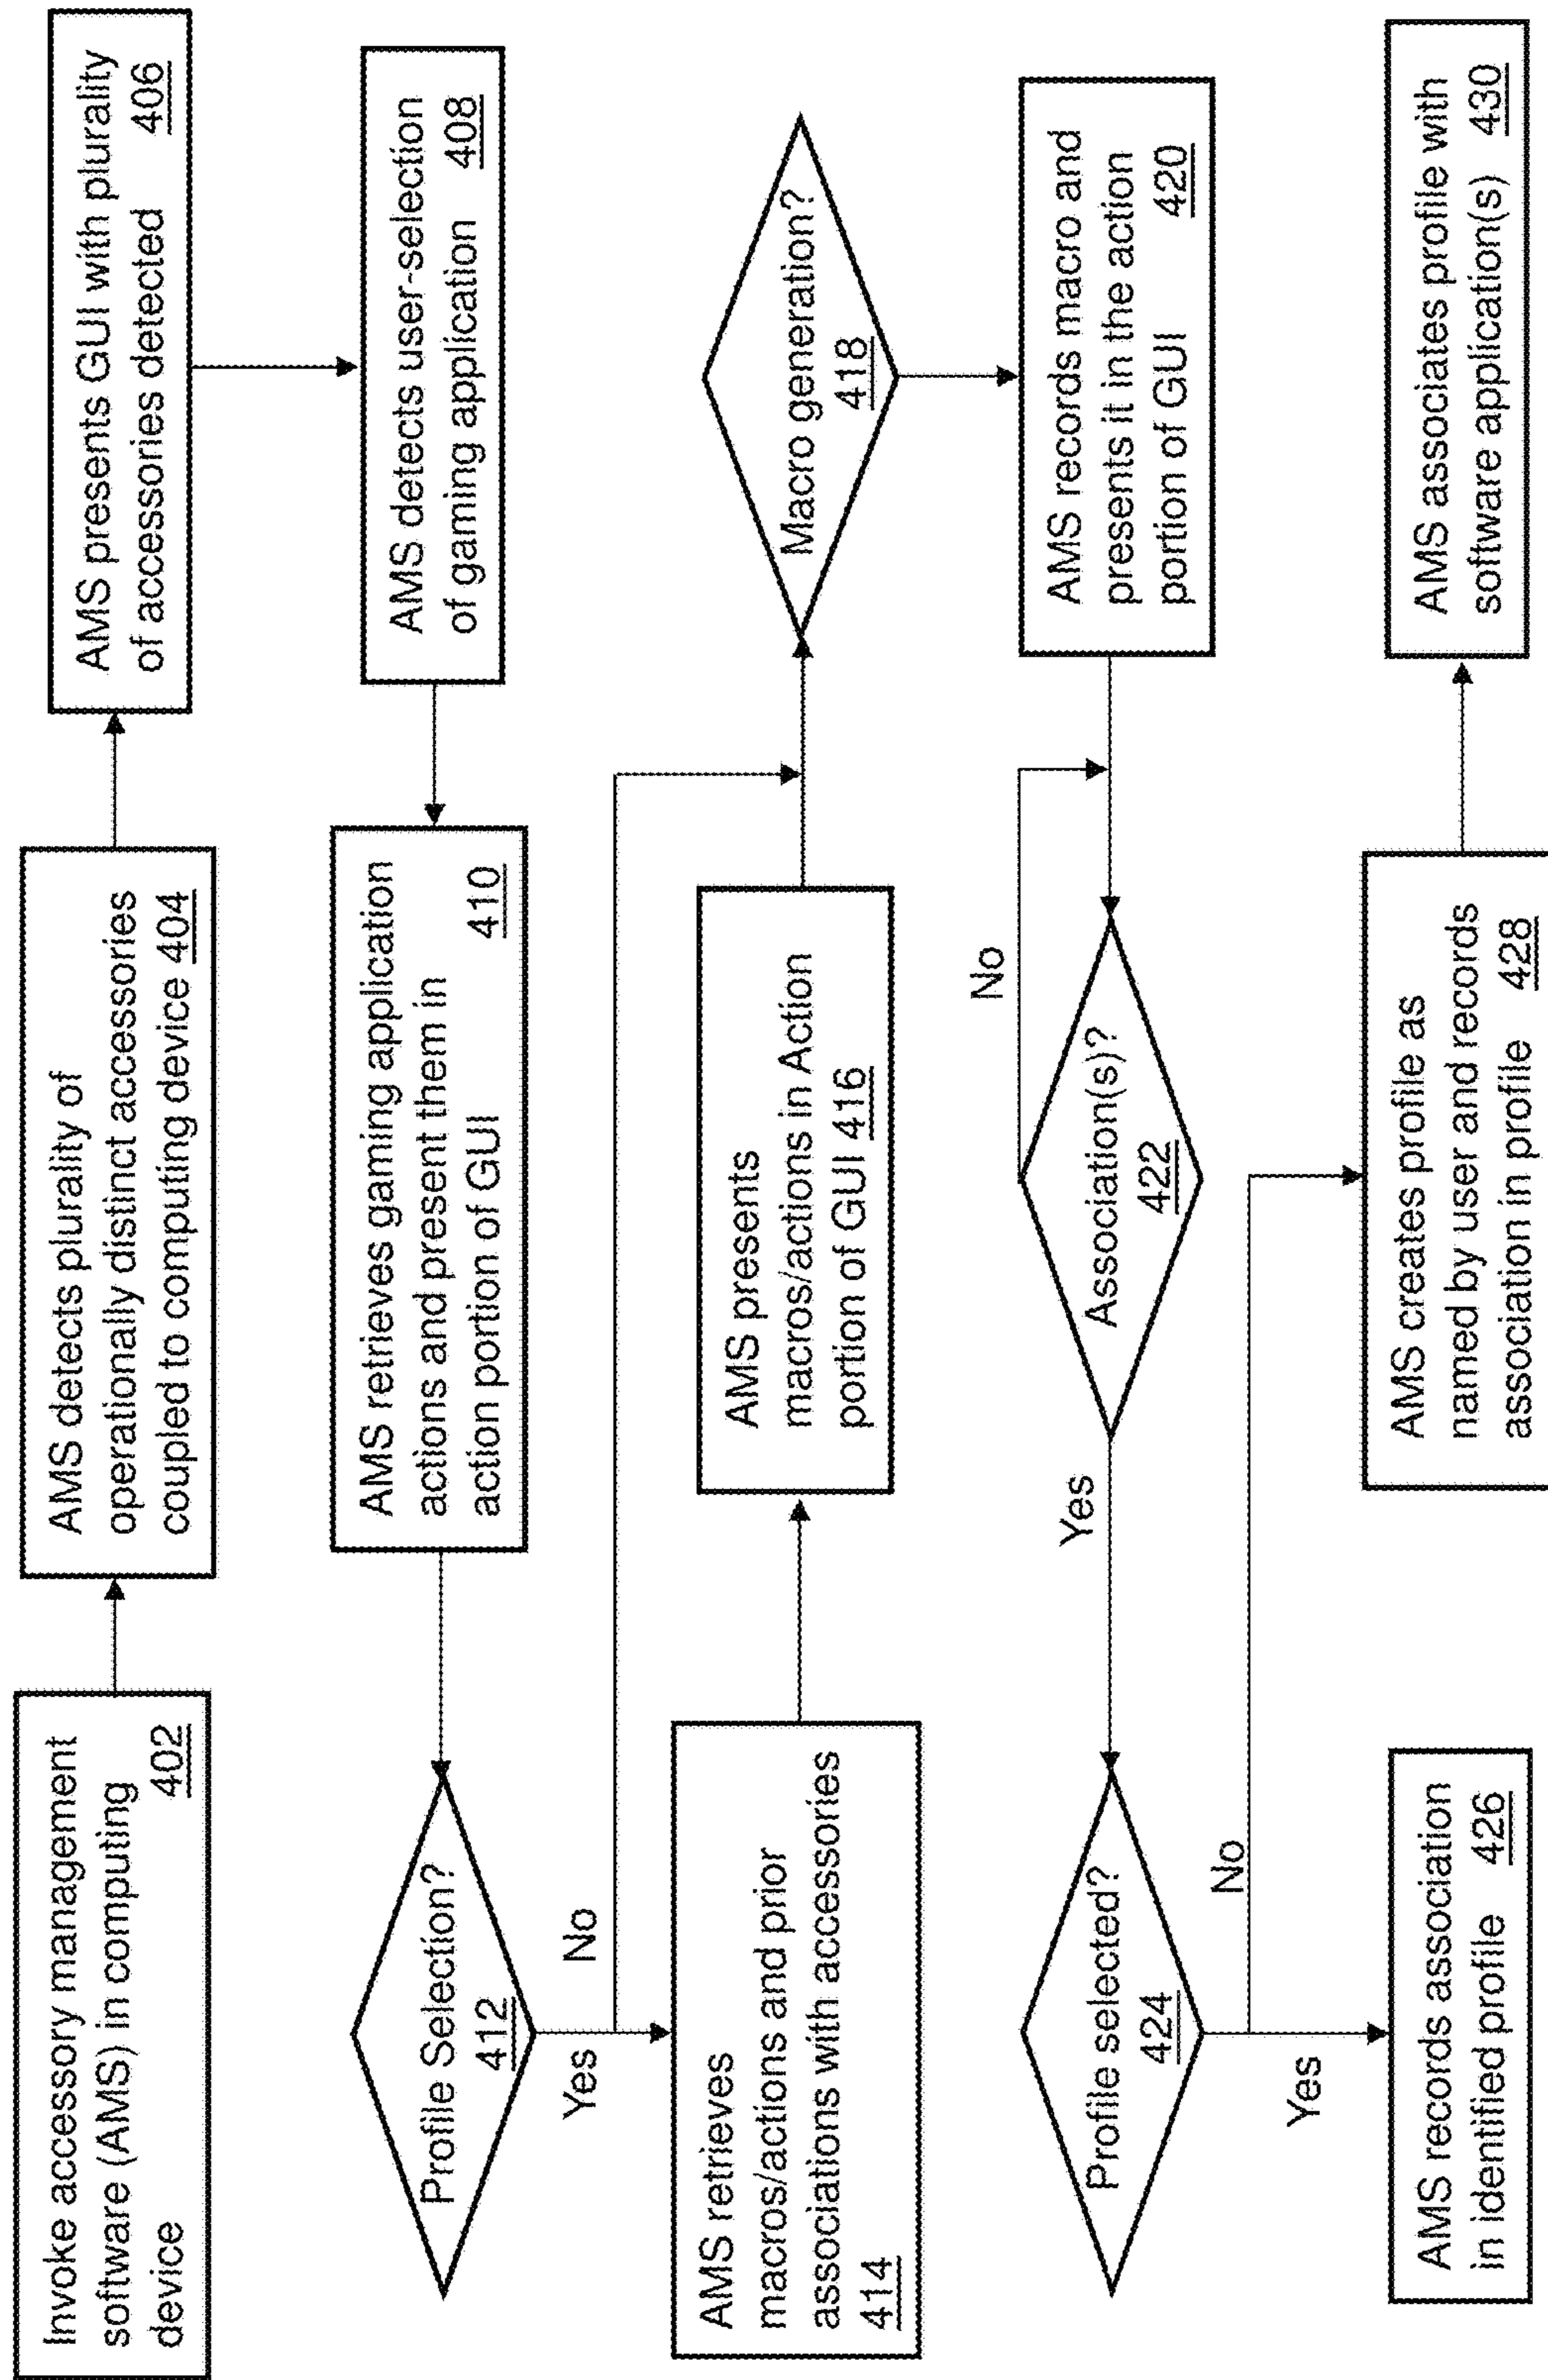 Invoke accessory management
software (AMS) in computing
device 402
AMS detects plurality of
operationally distinct accessories
coupled to computing device 404
AMS presents GUI with plurality
of accessories detected 406
AMS detects user-selection
of gaming application 408
AMS retrieves gaming application
actions and present them in
action portion of GUI 410
Profile Selection?
412
Yes
No
AMS retrieves
macros/actions and prior
associations with accessories
414
AMS presents
macros/actions in Action
portion of GUI 416
Macro generation?
418
AMS records macro and
presents it in the action
portion of GUI 420
Association(s)?
422
No
Yes
Profile selected?
424
Yes
No
AMS records association
in identified profile 426
AMS creates profile as
named by user and records
association in profile 428
AMS associates profile with
software application(s) 430